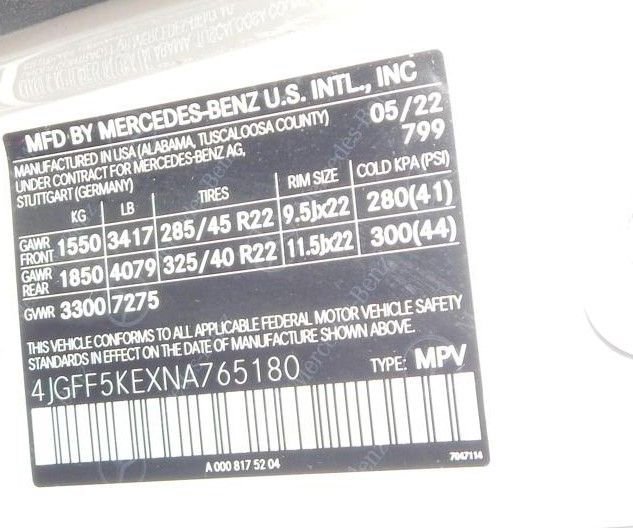 MFD BY MERCEDES-BENZ U.S. INTL., INC
MANUFACTURED IN USA (ALABAMA, TUSCALOOSA COUNTY) 05/22
UNDER CONTRACT FOR MERCEDES-BENZ AG, 799
STUTTGART (GERMANY)
KG LB TIRES RIM SIZE COLD KPA (PSI)
GAWR FRONT 1550 3417 285/45 R22 9.5Jx22 280(41)
GAWR REAR 1850 4079 325/40 R22 11.5Jx22 300(44)
GVWR 3300 7275
THIS VEHICLE CONFORMS TO ALL APPLICABLE FEDERAL MOTOR VEHICLE SAFETY
STANDARDS IN EFFECT ON THE DATE OF MANUFACTURE SHOWN ABOVE.
4JGFF5KEXNA765180 TYPE: MPV
A 000 817 52 04 7047114